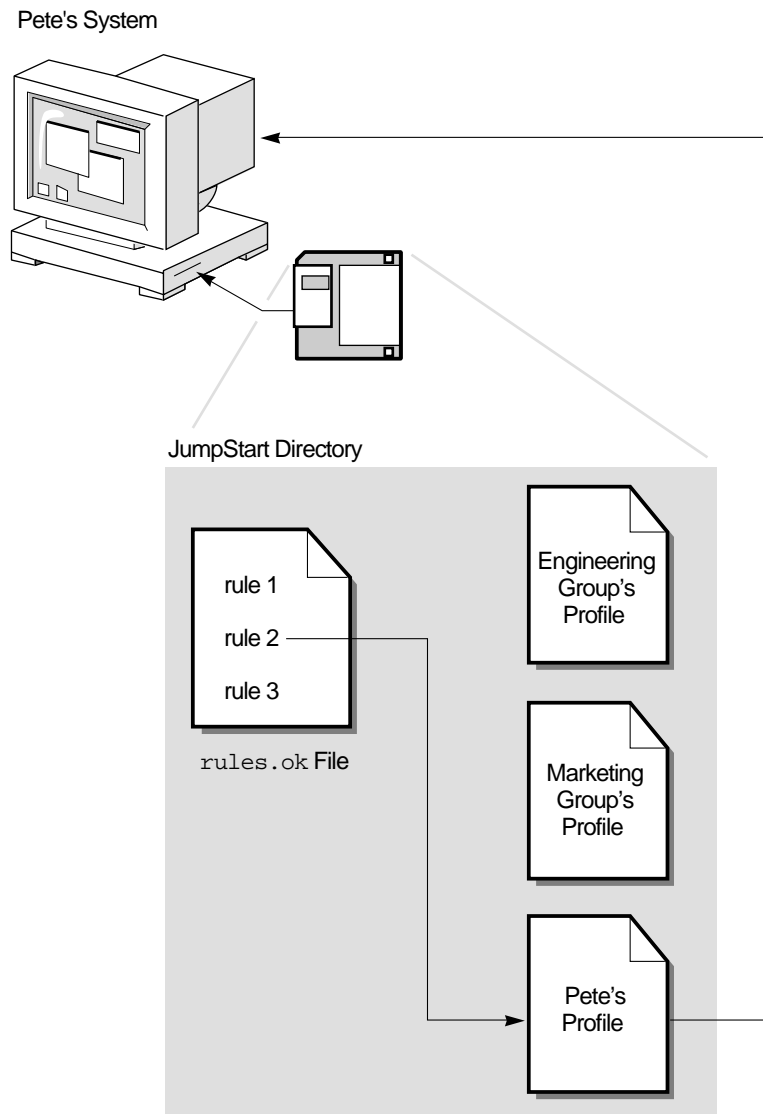 Pete's System
JumpStart Directory
rule 1
rule 2
rule 3
rules.ok File
Engineering
Group’s
Profile
Marketing
Group’s
Profile
Pete’s
Profile